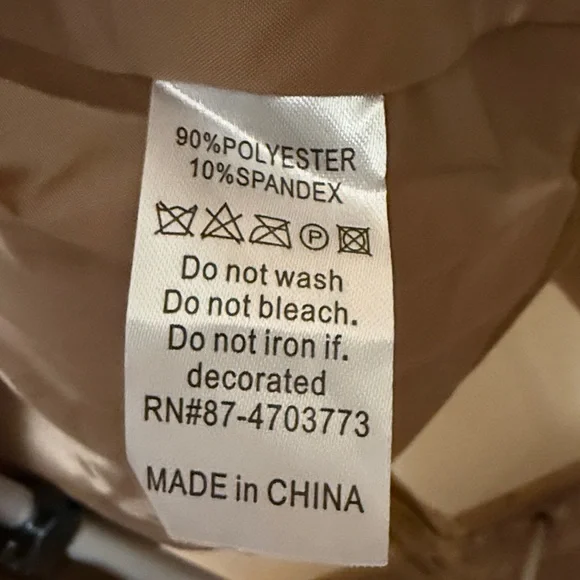 90%POLYESTER
10%SPANDEX
P
Do not wash
Do not bleach.
Do not iron if.
decorated
RN#87-4703773
MADE in CHINA